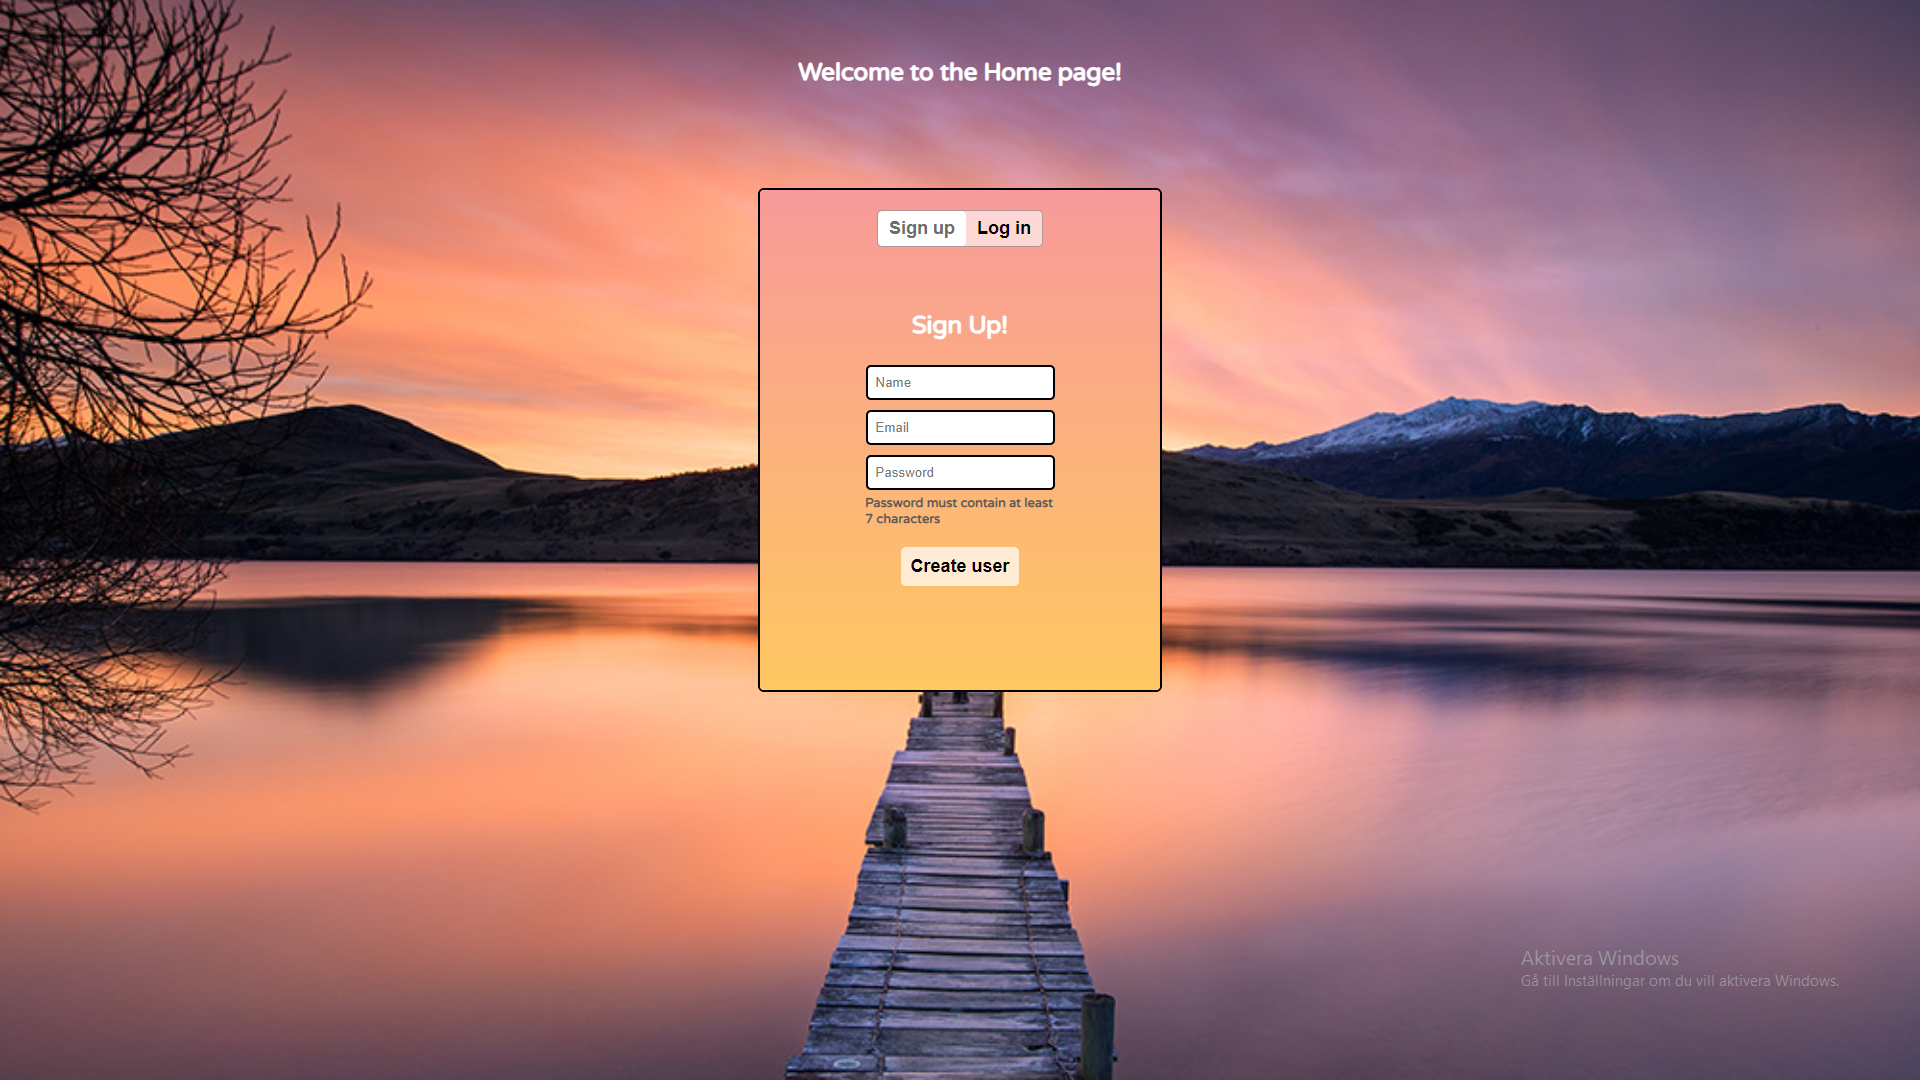 Welcome to the Home page!
Sign up Log in
Sign Up!
Name
Email
Password
Password must contain at least
7 characters
Create user
Aktivera Windows
Gå till Inställningar om du vill aktivera Windows.